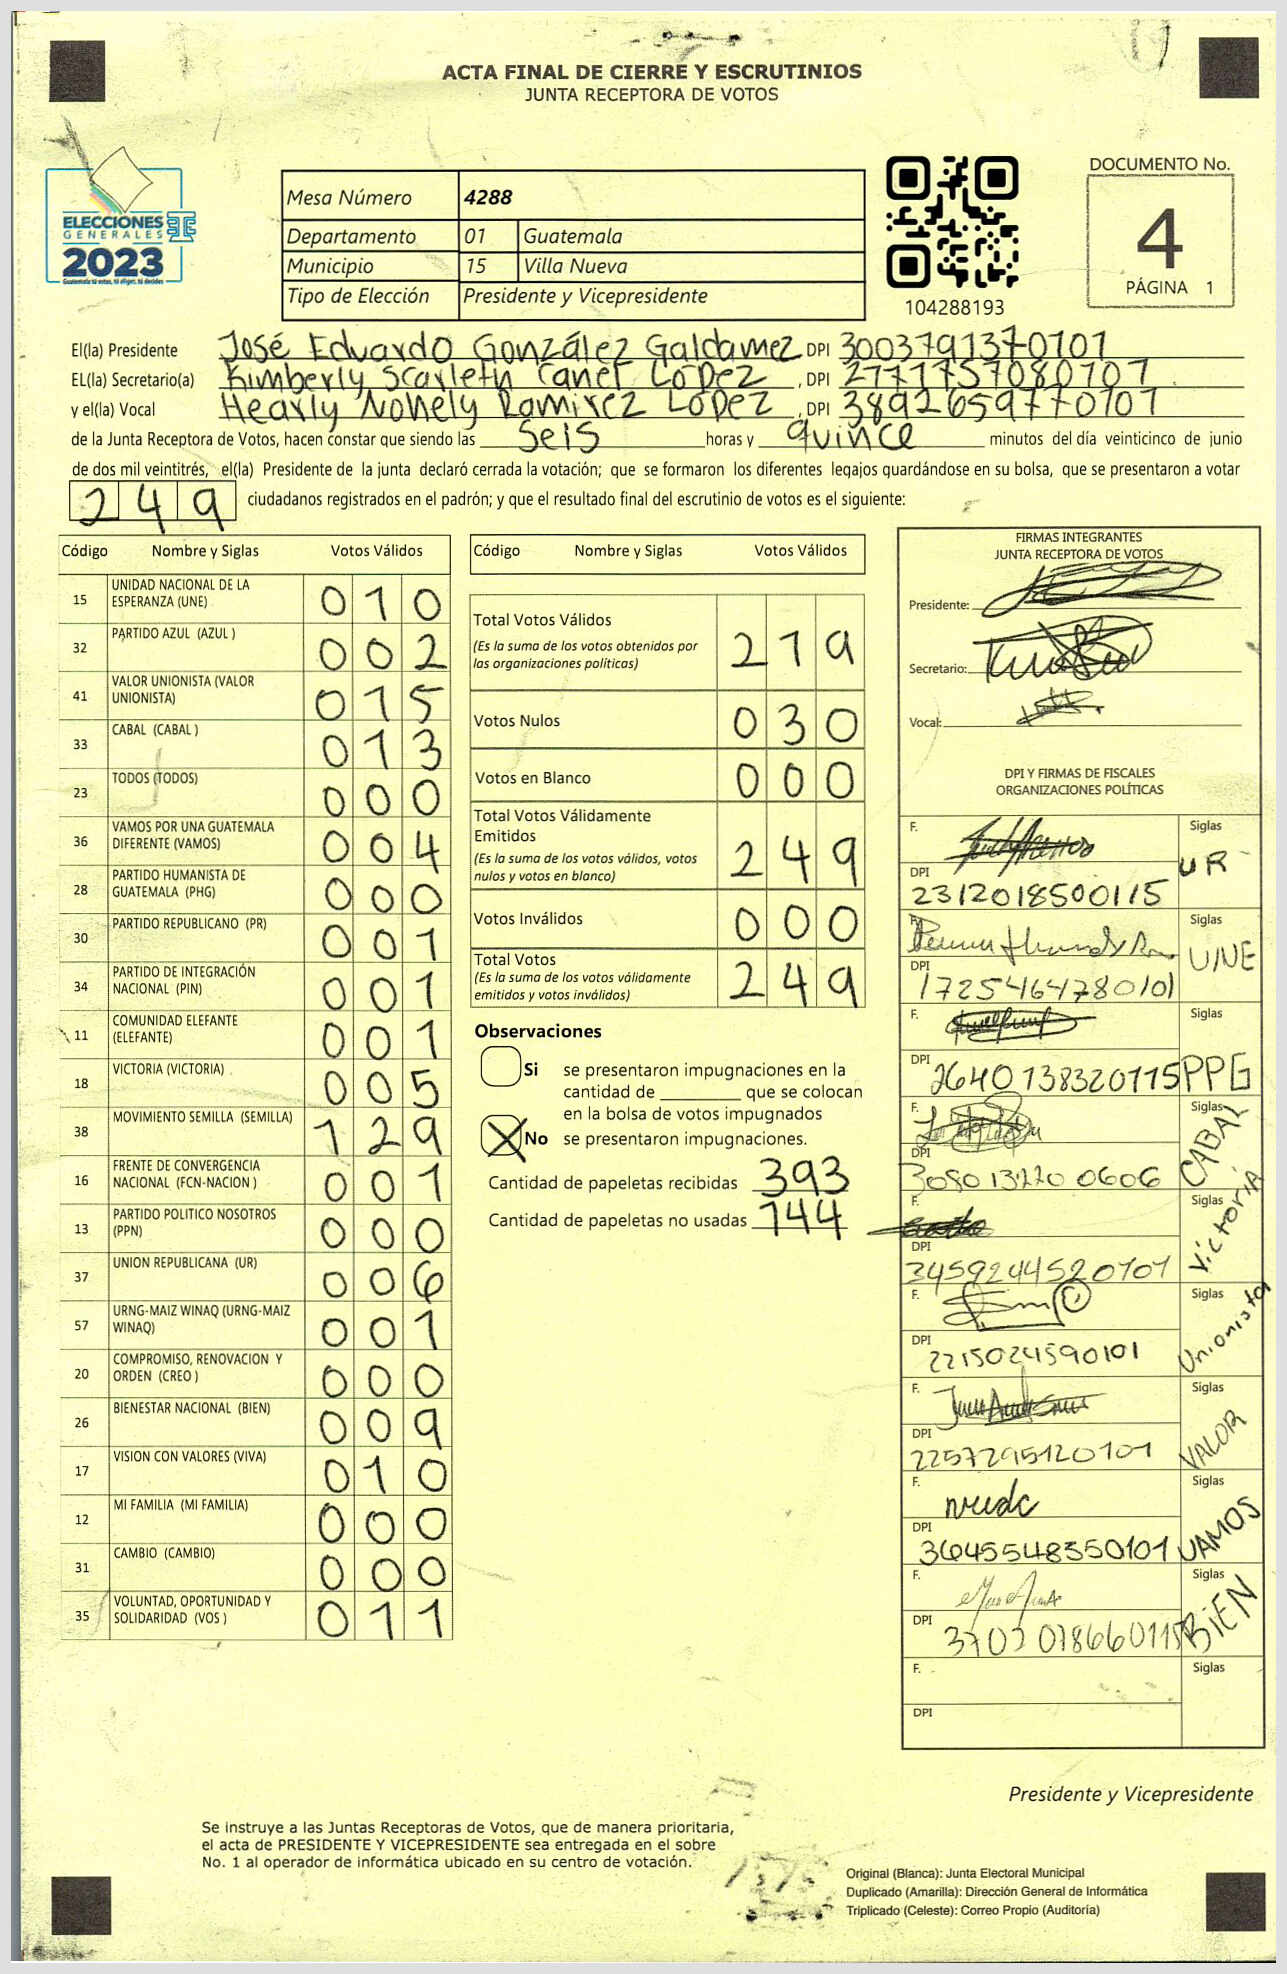 ACTA FINAL DE CIERRE Y ESCRUTINIOS
JUNTA RECEPTORA DE VOTOS
ELECCIONES
GENERALES
2023
Guatemala tú votas, tú eliges, tú decides
Mesa Número 4288
Departamento 01 Guatemala
Municipio 15 Villa Nueva
Tipo de Elección Presidente y Vicepresidente
104288193
DOCUMENTO No.
4
PÁGINA 1
El(la) Presidente José Eduardo González Galdamez DPI 3003791370101
EL(la) Secretario(a) Kimberly Scarleth Canel López , DPI 2777757080101
y el(la) Vocal Hearly Nohely Ramirez López , DPI 3892659770101
de la Junta Receptora de Votos, hacen constar que siendo las seis horas y quince minutos del día veinticinco de junio
de dos mil veintitrés, el(la) Presidente de la junta declaró cerrada la votación; que se formaron los diferentes legajos guardándose en su bolsa, que se presentaron a votar
249 ciudadanos registrados en el padrón; y que el resultado final del escrutinio de votos es el siguiente:
Código Nombre y Siglas Votos Válidos
15 UNIDAD NACIONAL DE LA ESPERANZA (UNE) 010
32 PARTIDO AZUL (AZUL ) 002
41 VALOR UNIONISTA (VALOR UNIONISTA) 015
33 CABAL (CABAL ) 013
23 TODOS (TODOS) 000
36 VAMOS POR UNA GUATEMALA DIFERENTE (VAMOS) 004
28 PARTIDO HUMANISTA DE GUATEMALA (PHG) 000
30 PARTIDO REPUBLICANO (PR) 001
34 PARTIDO DE INTEGRACIÓN NACIONAL (PIN) 001
11 COMUNIDAD ELEFANTE (ELEFANTE) 001
18 VICTORIA (VICTORIA) 005
38 MOVIMIENTO SEMILLA (SEMILLA) 129
16 FRENTE DE CONVERGENCIA NACIONAL (FCN-NACION ) 001
13 PARTIDO POLITICO NOSOTROS (PPN) 000
37 UNION REPUBLICANA (UR) 006
57 URNG-MAIZ WINAQ (URNG-MAIZ WINAQ) 001
20 COMPROMISO, RENOVACION Y ORDEN (CREO ) 000
26 BIENESTAR NACIONAL (BIEN) 009
17 VISION CON VALORES (VIVA) 010
12 MI FAMILIA (MI FAMILIA) 000
31 CAMBIO (CAMBIO) 000
35 VOLUNTAD, OPORTUNIDAD Y SOLIDARIDAD (VOS ) 011
Código Nombre y Siglas Votos Válidos
Total Votos Válidos
(Es la suma de los votos obtenidos por
las organizaciones políticas) 219
Votos Nulos 030
Votos en Blanco 000
Total Votos Válidamente
Emitidos
(Es la suma de los votos válidos, votos
nulos y votos en blanco) 249
Votos Inválidos 000
Total Votos
(Es la suma de los votos válidamente
emitidos y votos inválidos) 249
Observaciones
Si se presentaron impugnaciones en la
cantidad de ________ que se colocan
en la bolsa de votos impugnados
No se presentaron impugnaciones.
Cantidad de papeletas recibidas 393
Cantidad de papeletas no usadas 144
FIRMAS INTEGRANTES
JUNTA RECEPTORA DE VOTOS
Presidente:
Secretario:
Vocal:
DPI Y FIRMAS DE FISCALES
ORGANIZACIONES POLÍTICAS
F. Siglas UR
DPI 2312018500115
F. Siglas UNE
DPI 1725464780101
F. Siglas PPG
DPI 2640138320115
F. Siglas CABAL
DPI 3080132200606
F. Siglas Victoria
DPI 3459244520101
F. Siglas Unionista
DPI 2215024590101
F. Siglas VALOR
DPI 2257295120101
F. Siglas VAMOS
DPI 3645548350101
F. Siglas BIEN
DPI 3707078660115
F. Siglas
DPI
Presidente y Vicepresidente
Se instruye a las Juntas Receptoras de Votos, que de manera prioritaria,
el acta de PRESIDENTE Y VICEPRESIDENTE sea entregada en el sobre
No. 1 al operador de informática ubicado en su centro de votación.
Original (Blanca): Junta Electoral Municipal
Duplicado (Amarilla): Dirección General de Informática
Triplicado (Celeste): Correo Propio (Auditoría)